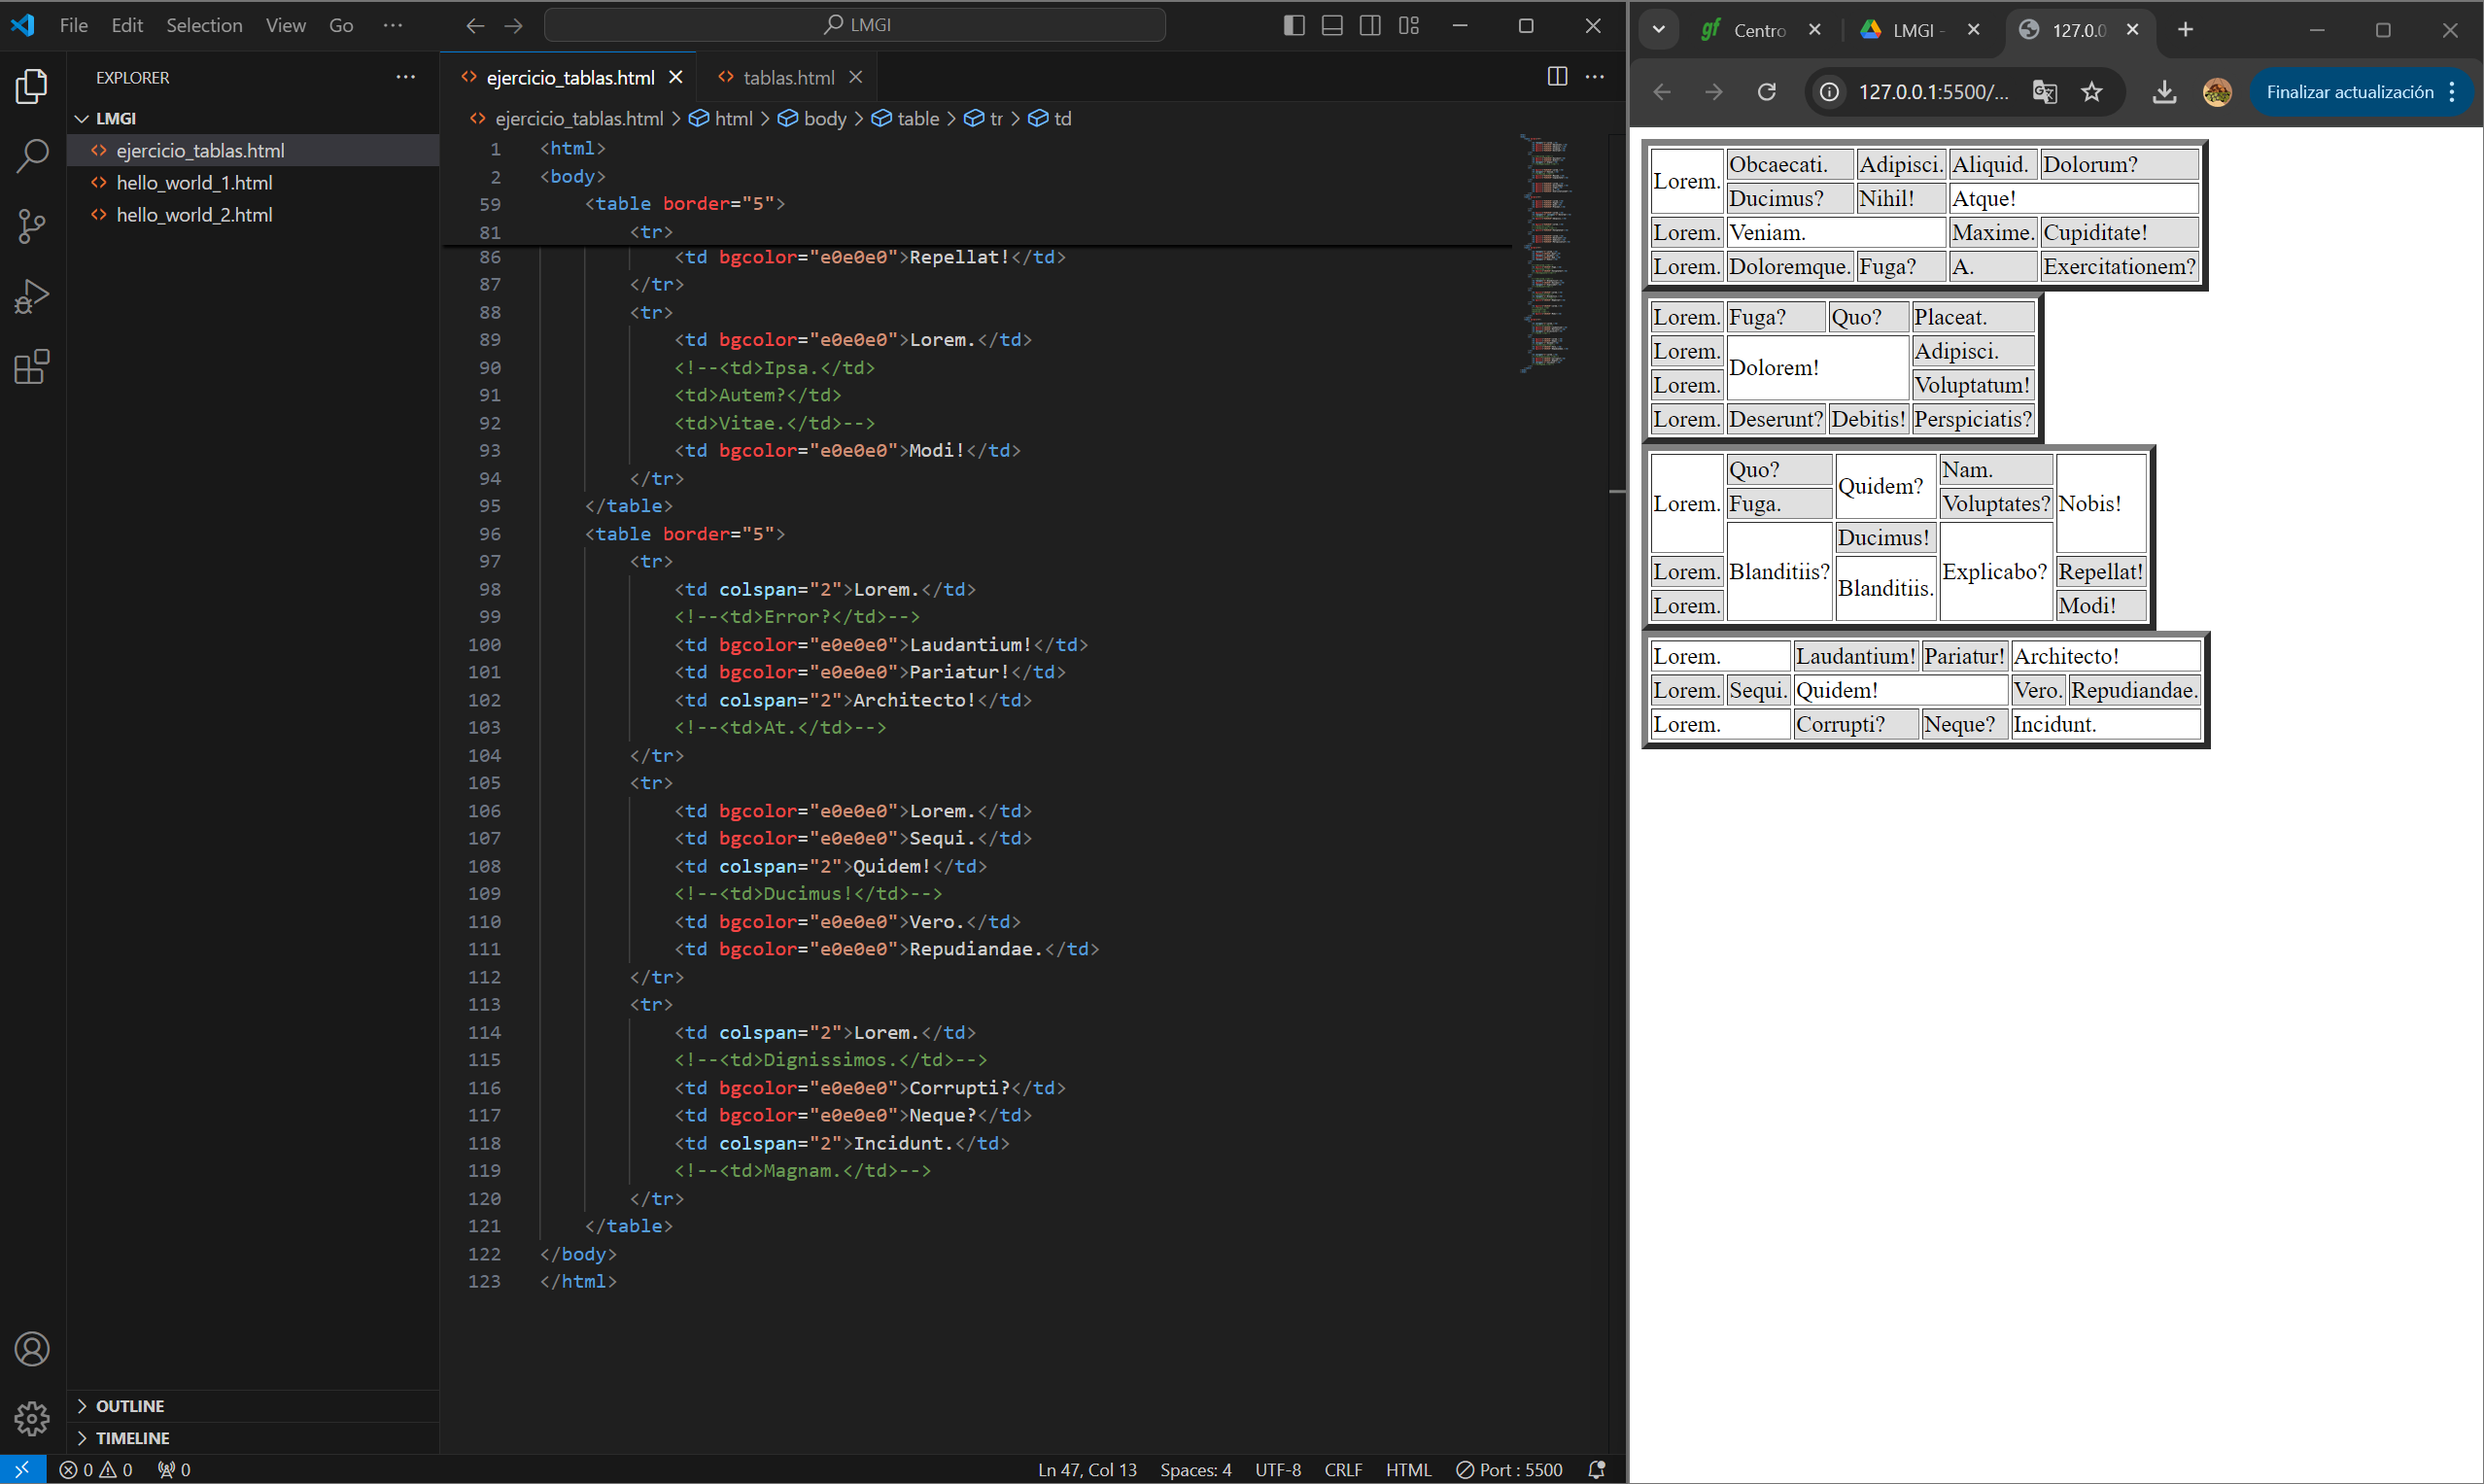 File Edit Selection View Go ···
LMGI
EXPLORER
LMGI
ejercicio_tablas.html
hello_world_1.html
hello_world_2.html
OUTLINE
TIMELINE
ejercicio_tablas.html tablas.html
ejercicio_tablas.html > html > body > table > tr > td
1 <html>
2 <body>
59 <table border="5">
81 <tr>
86 <td bgcolor="e0e0e0">Repellat!</td>
87 </tr>
88 <tr>
89 <td bgcolor="e0e0e0">Lorem.</td>
90 <!--<td>Ipsa.</td>
91 <td>Autem?</td>
92 <td>Vitae.</td>-->
93 <td bgcolor="e0e0e0">Modi!</td>
94 </tr>
95 </table>
96 <table border="5">
97 <tr>
98 <td colspan="2">Lorem.</td>
99 <!--<td>Error?</td>-->
100 <td bgcolor="e0e0e0">Laudantium!</td>
101 <td bgcolor="e0e0e0">Pariatur!</td>
102 <td colspan="2">Architecto!</td>
103 <!--<td>At.</td>-->
104 </tr>
105 <tr>
106 <td bgcolor="e0e0e0">Lorem.</td>
107 <td bgcolor="e0e0e0">Sequi.</td>
108 <td colspan="2">Quidem!</td>
109 <!--<td>Ducimus!</td>-->
110 <td bgcolor="e0e0e0">Vero.</td>
111 <td bgcolor="e0e0e0">Repudiandae.</td>
112 </tr>
113 <tr>
114 <td colspan="2">Lorem.</td>
115 <!--<td>Dignissimos.</td>-->
116 <td bgcolor="e0e0e0">Corrupti?</td>
117 <td bgcolor="e0e0e0">Neque?</td>
118 <td colspan="2">Incidunt.</td>
119 <!--<td>Magnam.</td>-->
120 </tr>
121 </table>
122 </body>
123 </html>
0 0 0 Ln 47, Col 13 Spaces: 4 UTF-8 CRLF HTML Port : 5500
gf Centro LMGI - 127.0.0
127.0.0.1:5500/... Finalizar actualización
Lorem. Obcaecati. Adipisci. Aliquid. Dolorum?
Ducimus? Nihil! Atque!
Lorem. Veniam. Maxime. Cupiditate!
Lorem. Doloremque. Fuga? A. Exercitationem?
Lorem. Fuga? Quo? Placeat.
Lorem. Dolorem! Adipisci.
Lorem. Voluptatum!
Lorem. Deserunt? Debitis! Perspiciatis?
Lorem. Quo? Quidem? Nam. Nobis!
Fuga. Voluptates?
Blanditiis? Ducimus! Explicabo?
Lorem. Blanditiis. Repellat!
Lorem. Modi!
Lorem. Laudantium! Pariatur! Architecto!
Lorem. Sequi. Quidem! Vero. Repudiandae.
Lorem. Corrupti? Neque? Incidunt.